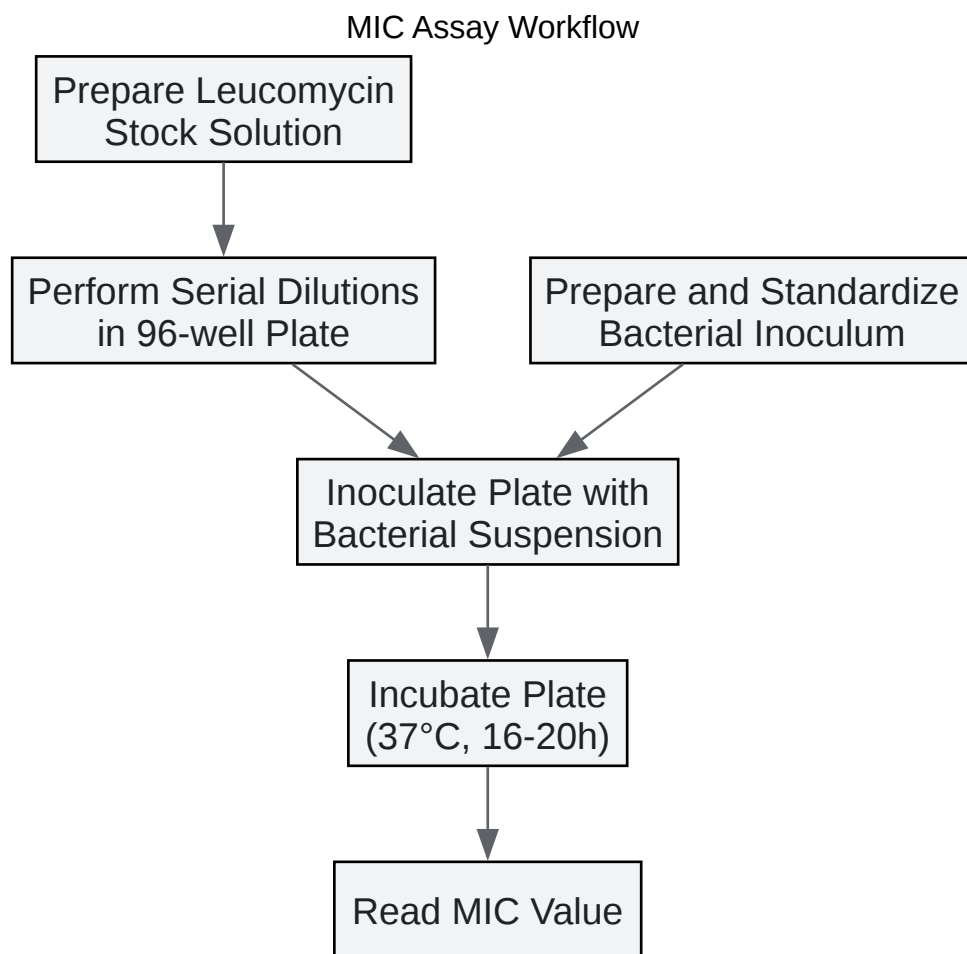 MIC Assay Workflow
Prepare Leucomycin
Stock Solution
Perform Serial Dilutions
in 96-well Plate
Prepare and Standardize
Bacterial Inoculum
Inoculate Plate with
Bacterial Suspension
Incubate Plate
(37°C, 16-20h)
Read MIC Value